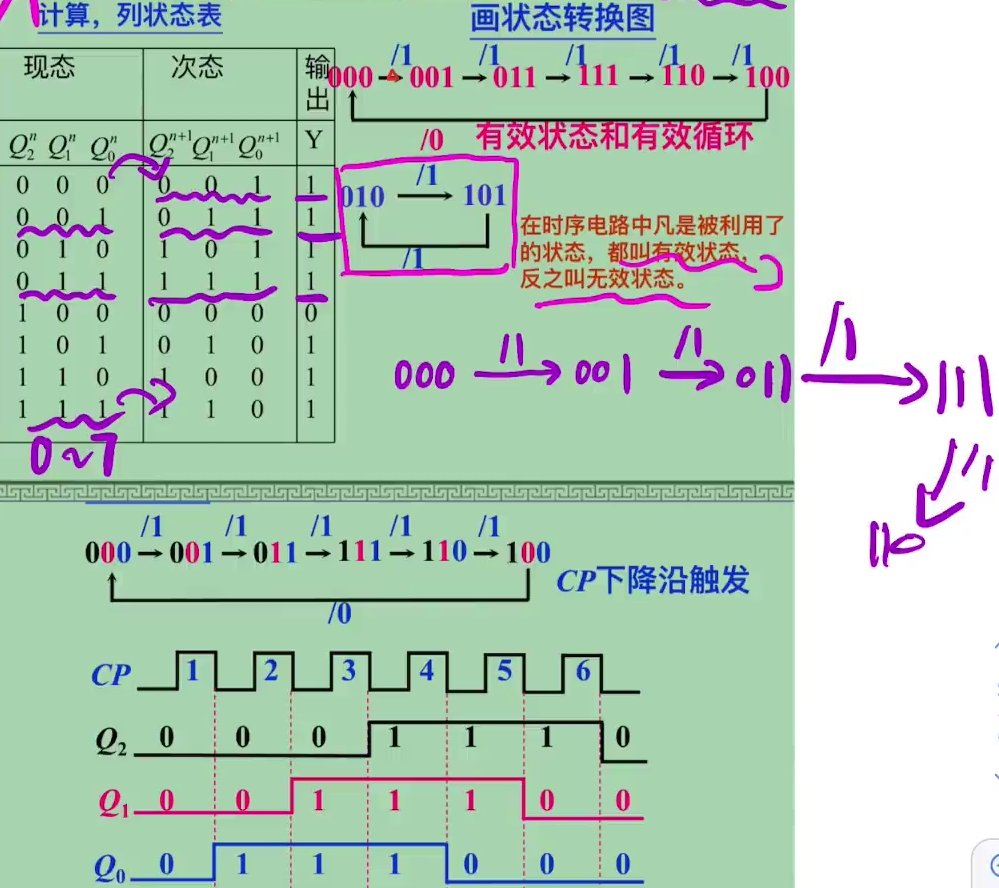 计算，列状态表
画状态转换图
现态 次态 输出
Q₂ⁿ Q₁ⁿ Q₀ⁿ Q₂ⁿ⁺¹ Q₁ⁿ⁺¹ Q₀ⁿ⁺¹ Y
0 0 0 0 0 1 1
0 0 1 0 1 1 1
0 1 0 1 0 1 1
0 1 1 1 1 1 1
1 0 0 0 0 0 0
1 0 1 0 1 0 1
1 1 0 1 0 0 1
1 1 1 1 1 0 1
0~7
/1 /1 /1 /1 /1
000→001→011→111→110→100
/0 有效状态和有效循环
/1
010→101
/1
在时序电路中凡是被利用了
的状态，都叫有效状态，
反之叫无效状态。
/1 /1 /1
000→001→011→111
/1
110
/1 /1 /1 /1 /1
000→001→011→111→110→100
/0
CP下降沿触发
CP 1 2 3 4 5 6
Q₂ 0 0 0 1 1 1 0
Q₁ 0 0 1 1 1 0 0
Q₀ 0 1 1 1 0 0 0